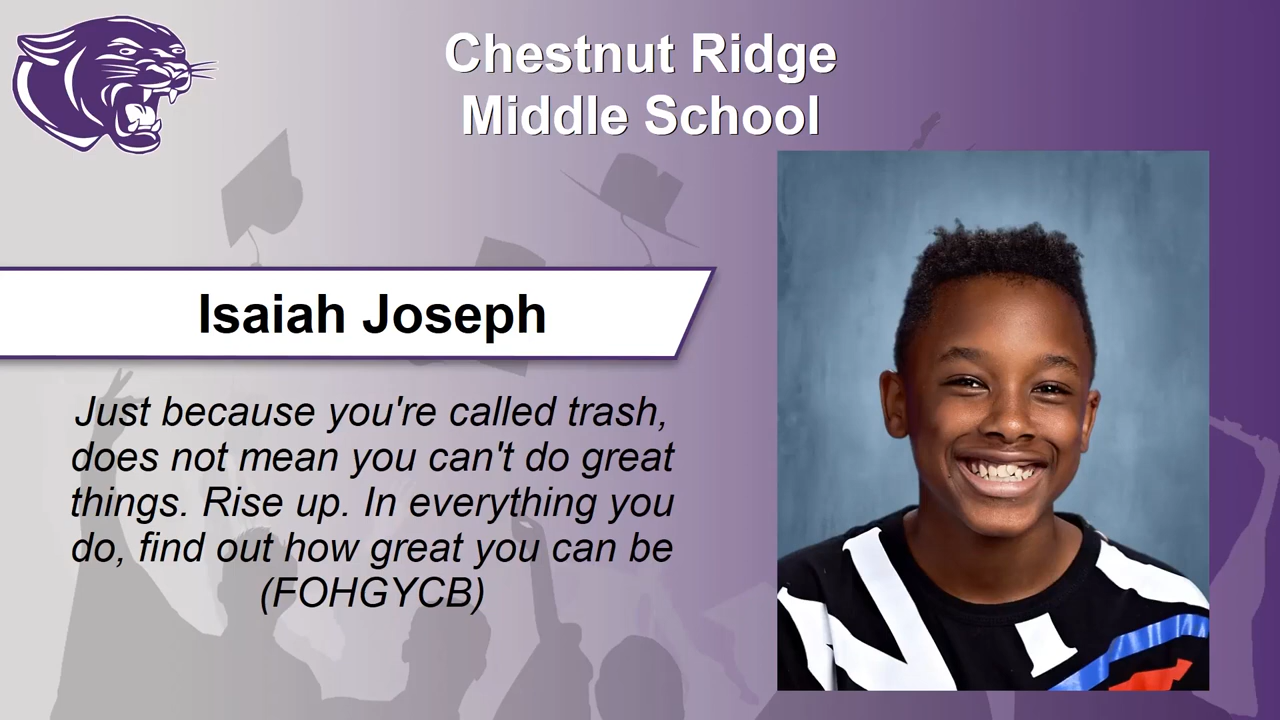 Chestnut Ridge
Middle School
Isaiah Joseph
Just because you're called trash,
does not mean you can't do great
things. Rise up. In everything you
do, find out how great you can be
(FOHGYCB)